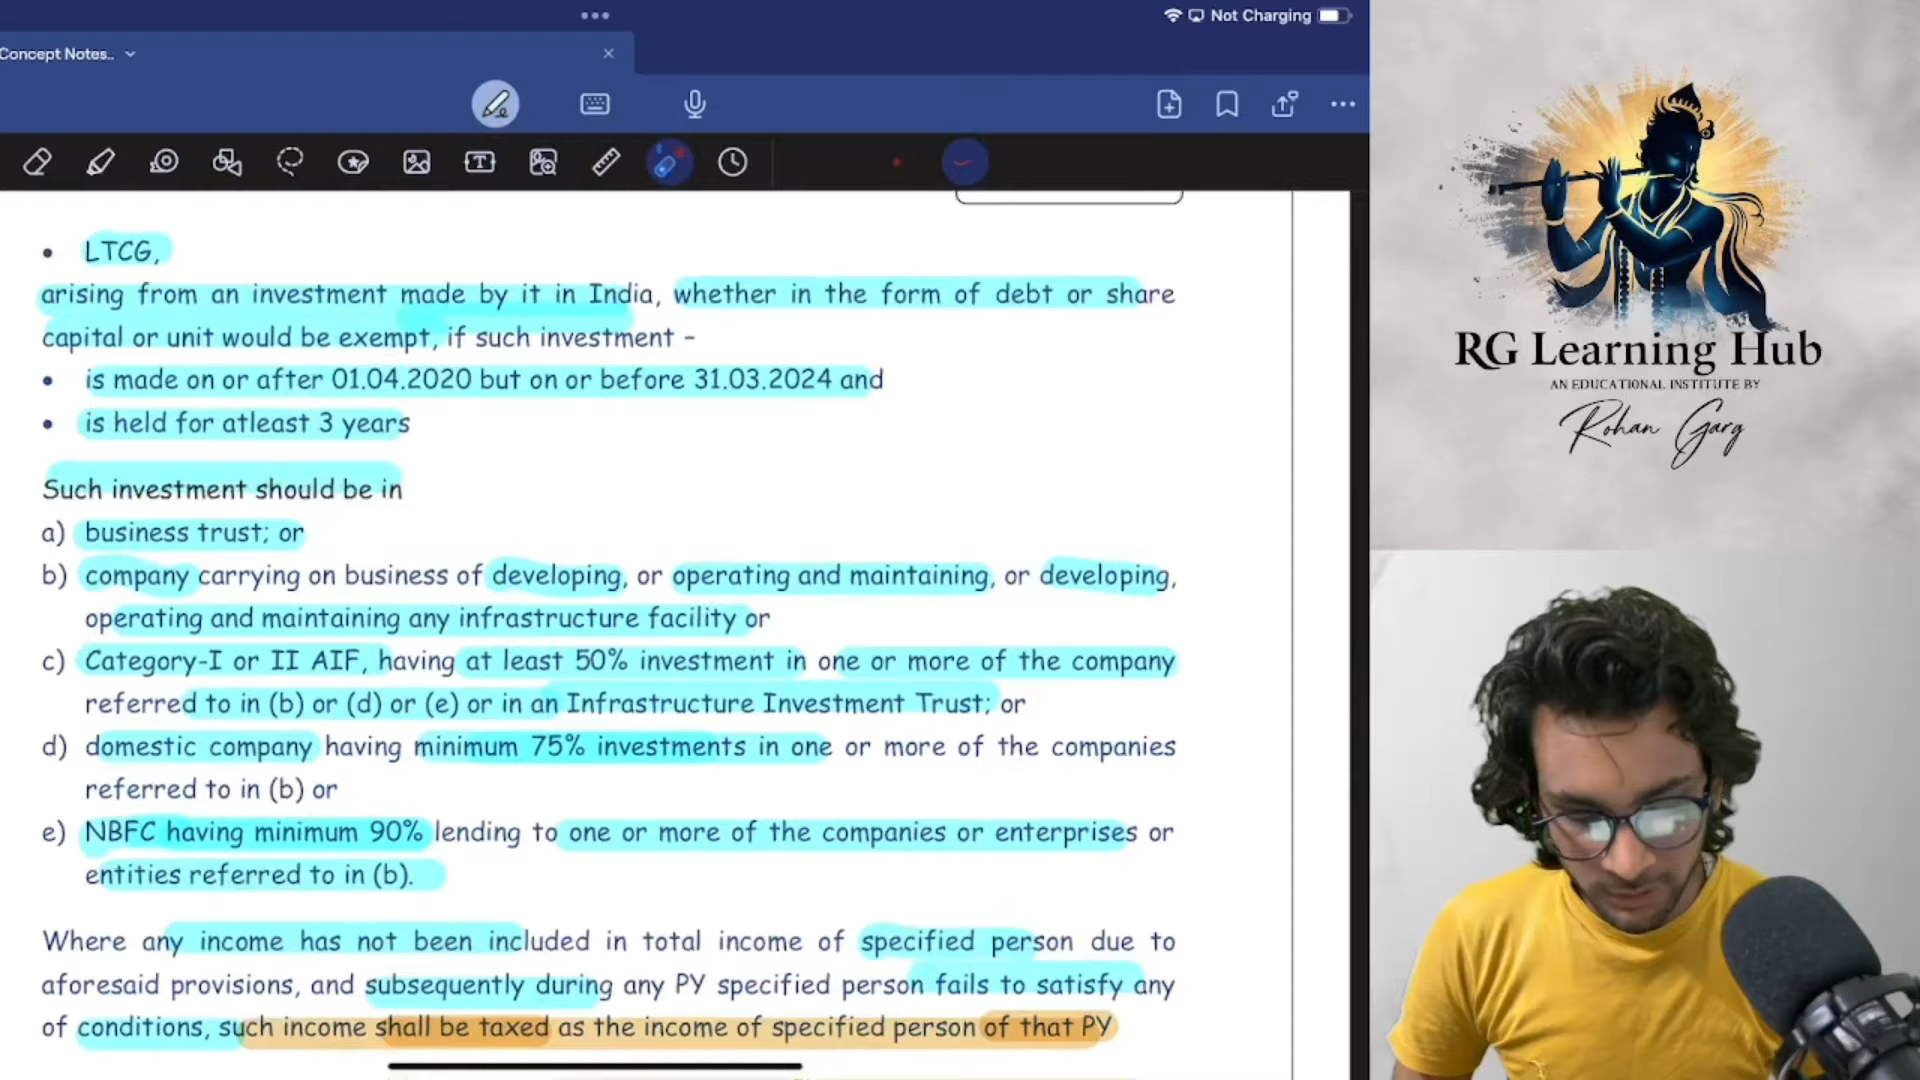 Not Charging
Concept Notes..
• LTCG,
arising from an investment made by it in India, whether in the form of debt or share
capital or unit would be exempt, if such investment -
• is made on or after 01.04.2020 but on or before 31.03.2024 and
• is held for atleast 3 years
Such investment should be in
a) business trust; or
b) company carrying on business of developing, or operating and maintaining, or developing,
operating and maintaining any infrastructure facility or
c) Category-I or II AIF, having at least 50% investment in one or more of the company
referred to in (b) or (d) or (e) or in an Infrastructure Investment Trust; or
d) domestic company having minimum 75% investments in one or more of the companies
referred to in (b) or
e) NBFC having minimum 90% lending to one or more of the companies or enterprises or
entities referred to in (b).
Where any income has not been included in total income of specified person due to
aforesaid provisions, and subsequently during any PY specified person fails to satisfy any
of conditions, such income shall be taxed as the income of specified person of that PY
RG Learning Hub
AN EDUCATIONAL INSTITUTE BY
Rohan Garg